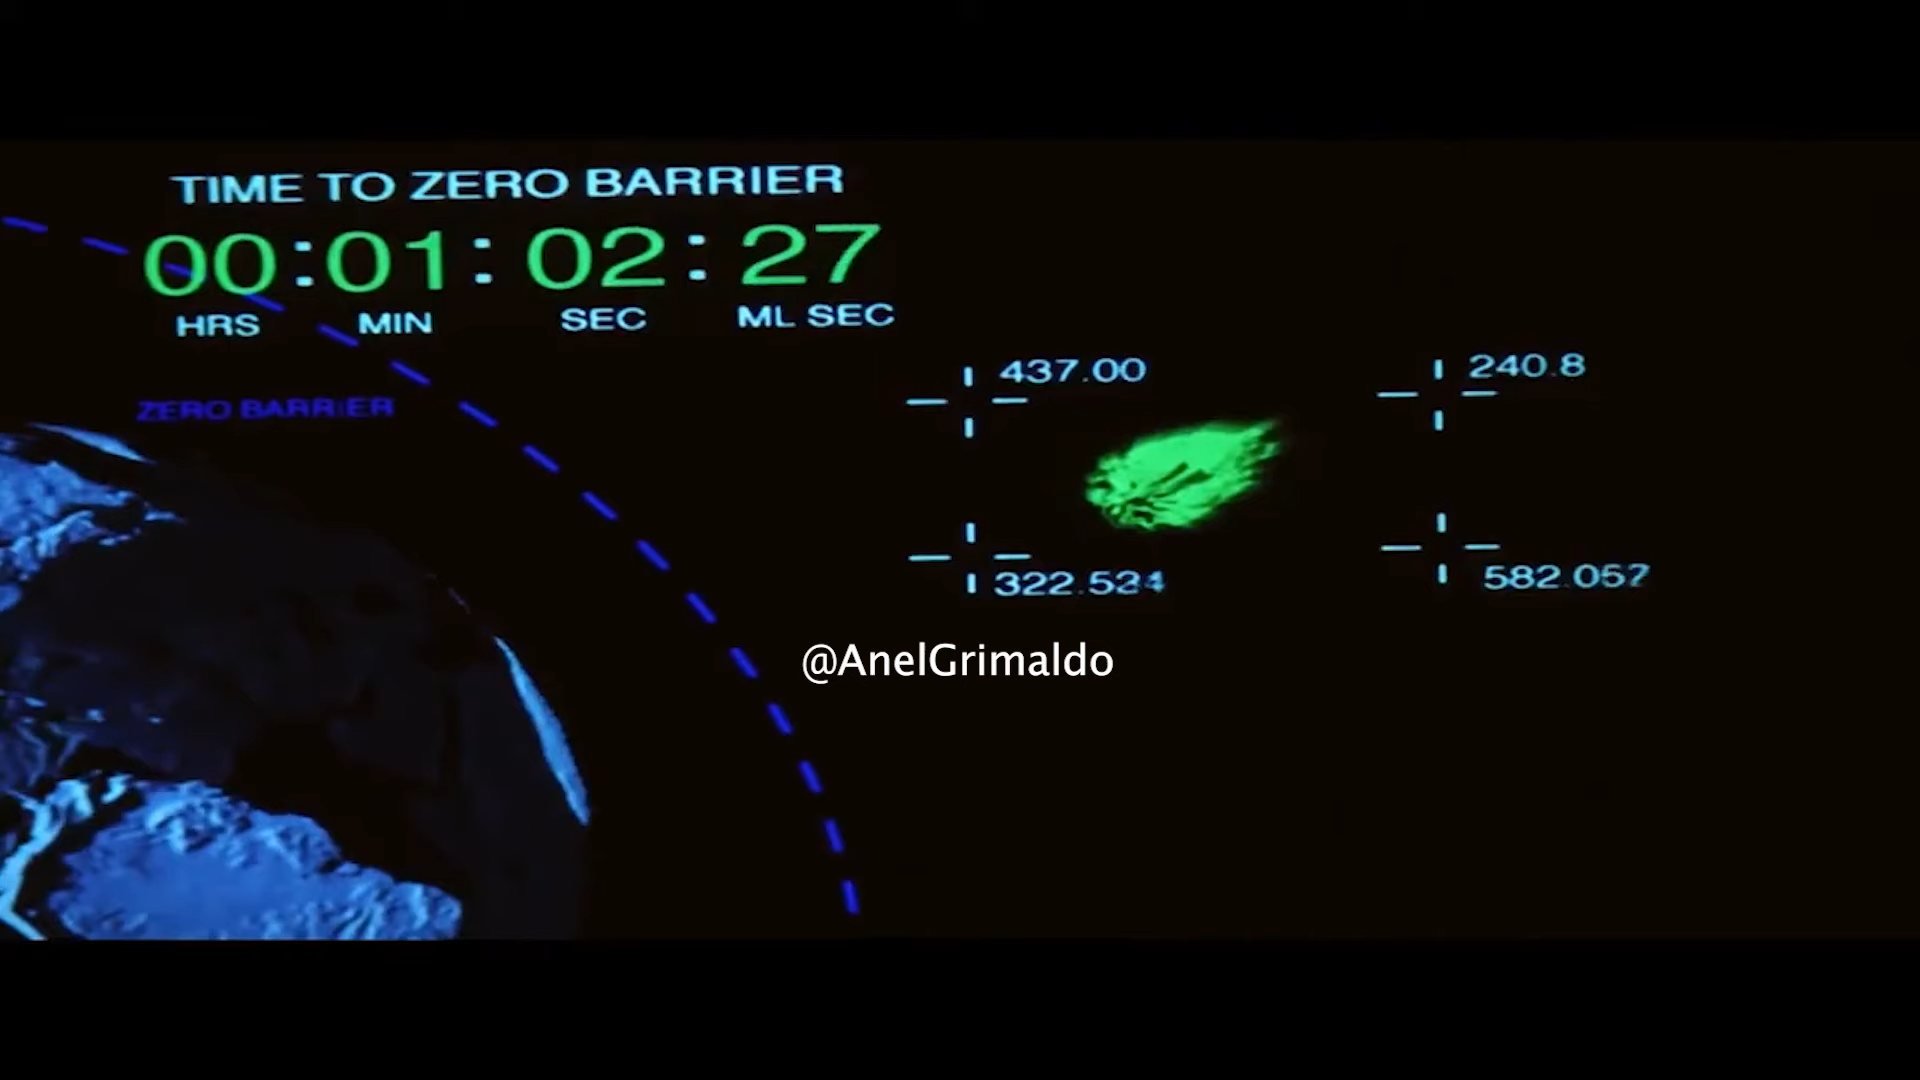 TIME TO ZERO BARRIER
00:01:02:27
HRS MIN SEC ML SEC
ZERO BARRIER
437.00
240.8
322.524
582.057
@AnelGrimaldo